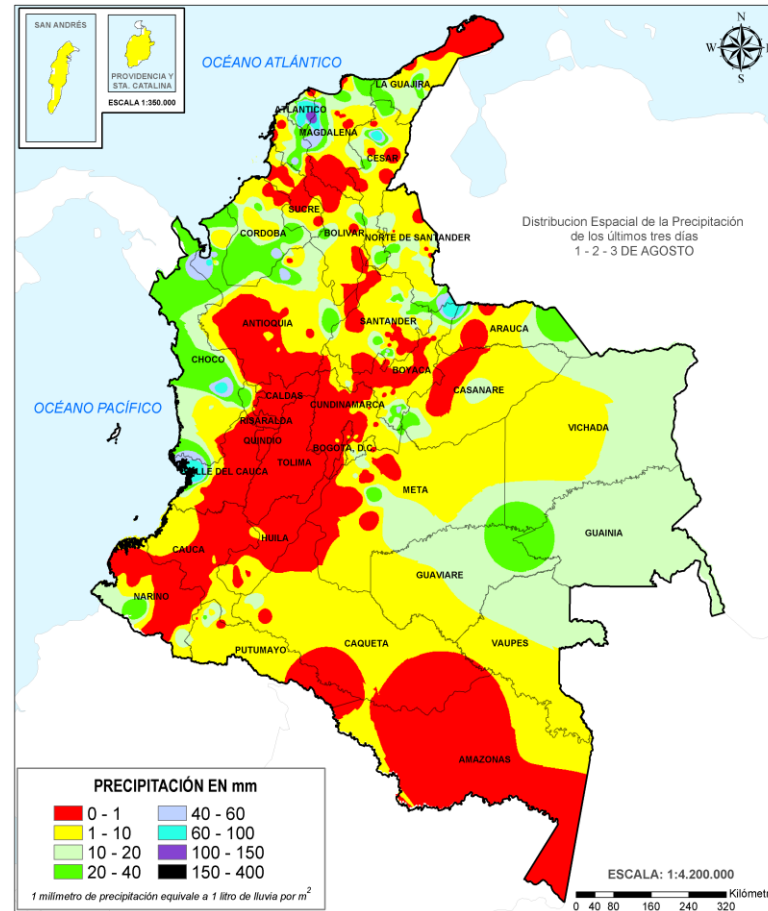 SAN ANDRÉS
PROVIDENCIA Y
STA. CATALINA
ESCALA 1:350.000
OCÉANO ATLÁNTICO
N
W
S
LA GUAJIRA
ATLANTICO
MAGDALENA
CESAR
SUCRE
CORDOBA
BOLIVAR
NORTE DE SANTANDER
Distribucion Espacial de la Precipitación
de los últimos tres días
1 - 2 - 3 DE AGOSTO
ANTIOQUIA
SANTANDER
ARAUCA
CHOCO
BOYACA
CASANARE
OCÉANO PACÍFICO
CALDAS
CUNDINAMARCA
RISARALDA
VICHADA
QUINDIO
BOGOTA, D.C.
TOLIMA
VALLE DEL CAUCA
META
GUAINIA
HUILA
CAUCA
GUAVIARE
NARIÑO
CAQUETA
VAUPES
PUTUMAYO
AMAZONAS
PRECIPITACIÓN EN mm
0 - 1
40 - 60
1 - 10
60 - 100
10 - 20
100 - 150
20 - 40
150 - 400
1 milímetro de precipitación equivale a 1 litro de lluvia por m²
ESCALA: 1:4.200.000
Kilómetr
0 40 80 160 240 320